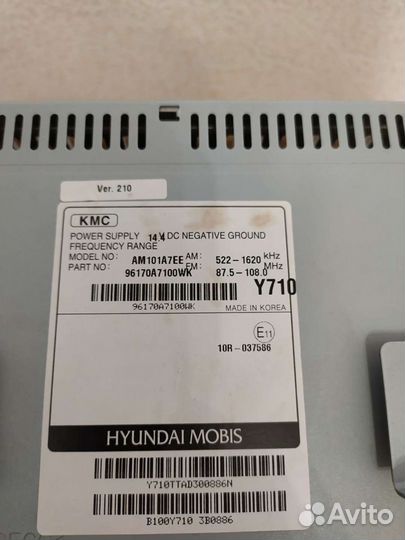 Ver. 210
KMC
POWER SUPPLY 14.4 V DC NEGATIVE GROUND
FREQUENCY RANGE
MODEL NO: AM101A7EE AM: 522-1620 kHz
PART NO: 96170A7100WK FM: 87.5-108.0 MHz
Y710
96170A7100WK
MADE IN KOREA
E11
10R-037586
HYUNDAI MOBIS
Y710TTAD300886N
B100Y710 3B0886
Avito